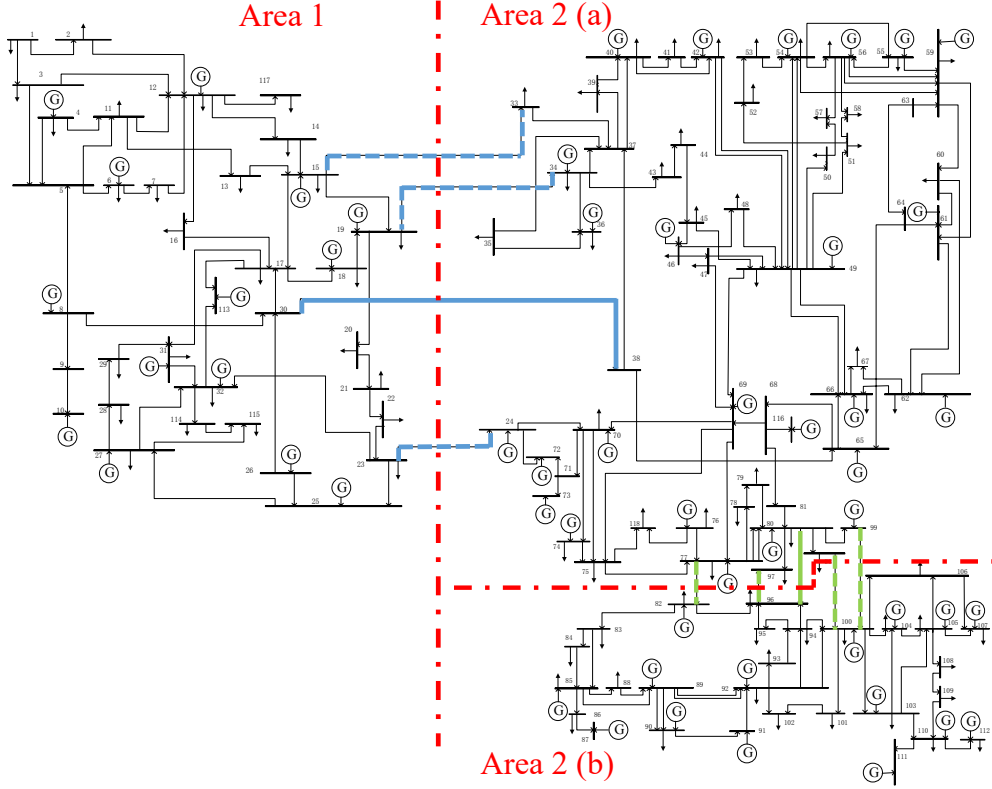 Area 1
Area 2 (a)
1
2
3
4
11
12
G
G
117
14
5
6
G
7
13
15
G
16
17
18
G
19
G
113
G
8
G
30
9
10
G
29
31
G
32
G
28
114
115
27
G
26
G
25
G
20
21
22
23
33
34
G
35
36
G
37
38
39
40
G
41
42
G
43
44
45
46
G
47
48
49
G
50
51
52
53
54
G
55
G
56
G
57
58
59
G
60
61
G
62
G
63
64
65
G
66
G
67
68
69
G
116
G
24
G
70
G
71
72
G
73
G
74
G
75
118
76
G
77
G
78
79
80
G
81
99
G
97
96
82
G
83
84
85
G
86
87
G
88
89
G
90
G
91
G
92
G
93
94
95
100
G
101
102
103
G
104
G
105
G
106
107
G
108
109
110
G
111
G
112
G
Area 2 (b)